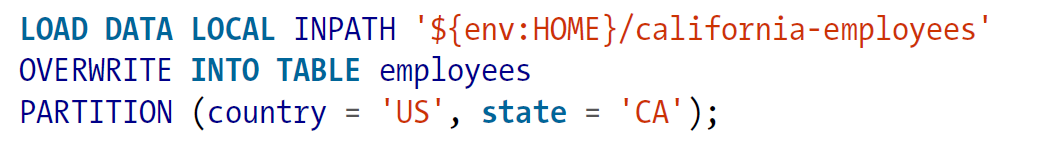 LOAD DATA LOCAL INPATH '${env:HOME}/california-employees'
OVERWRITE INTO TABLE employees
PARTITION (country = 'US', state = 'CA');